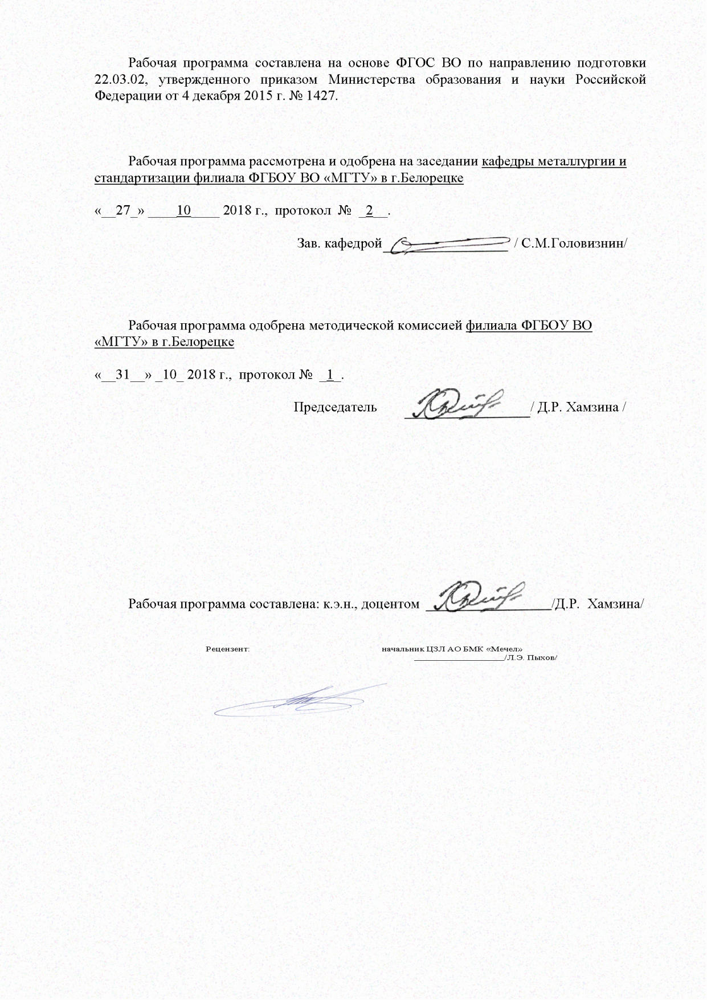 Рабочая программа составлена на основе ФГОС ВО по направлению подготовки
22.03.02, утвержденного приказом Министерства образования и науки Российской
Федерации от 4 декабря 2015 г. № 1427.
Рабочая программа рассмотрена и одобрена на заседании кафедры металлургии и
стандартизации филиала ФГБОУ ВО «МГТУ» в г.Белорецке
«__27_» ____10____ 2018 г., протокол № _2__.
Зав. кафедрой __________________ / С.М.Головизнин/
Рабочая программа одобрена методической комиссией филиала ФГБОУ ВО
«МГТУ» в г.Белорецке
«__31__» _10_ 2018 г., протокол № _1_.
Председатель __________________/ Д.Р. Хамзина /
Рабочая программа составлена: к.э.н., доцентом __________________/Д.Р. Хамзина/
Рецензент: начальник ЦЗЛ АО БМК «Мечел»
______________________/Л.Э. Пыхов/